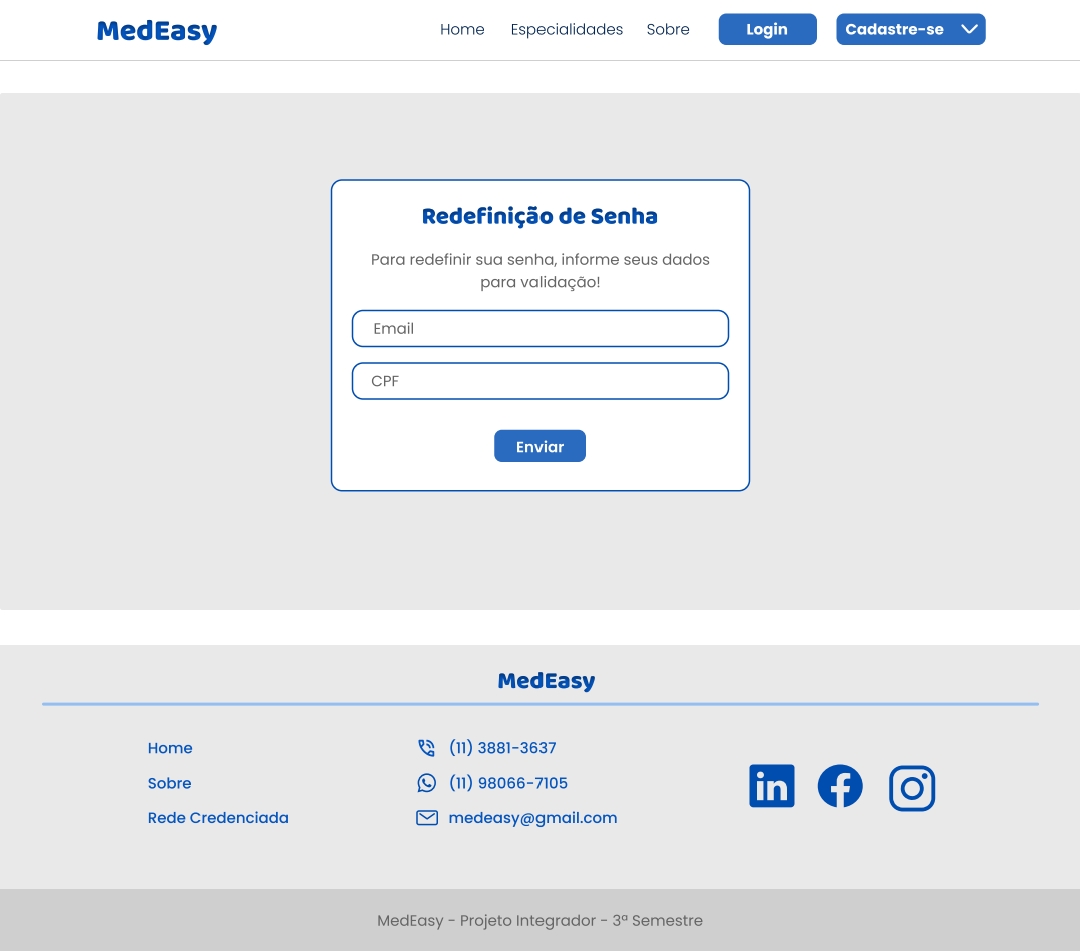 MedEasy
Home Especialidades Sobre Login Cadastre-se
Redefinição de Senha
Para redefinir sua senha, informe seus dados
para validação!
Email
CPF
Enviar
MedEasy
Home
Sobre
Rede Credenciada
(11) 3881-3637
(11) 98066-7105
medeasy@gmail.com
MedEasy - Projeto Integrador - 3ª Semestre